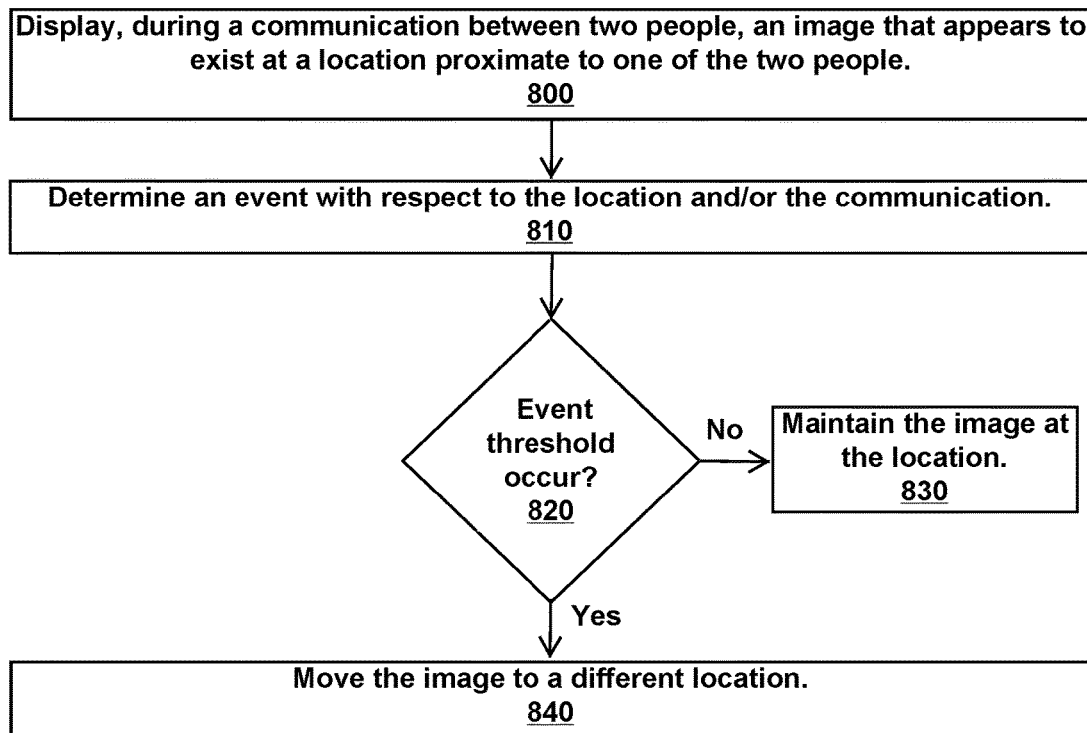 Display, during a communication between two people, an image that appears to
exist at a location proximate to one of the two people.
800
Determine an event with respect to the location and/or the communication.
810
Event
threshold
occur?
820
No
Maintain the image at
the location.
830
Yes
Move the image to a different location.
840